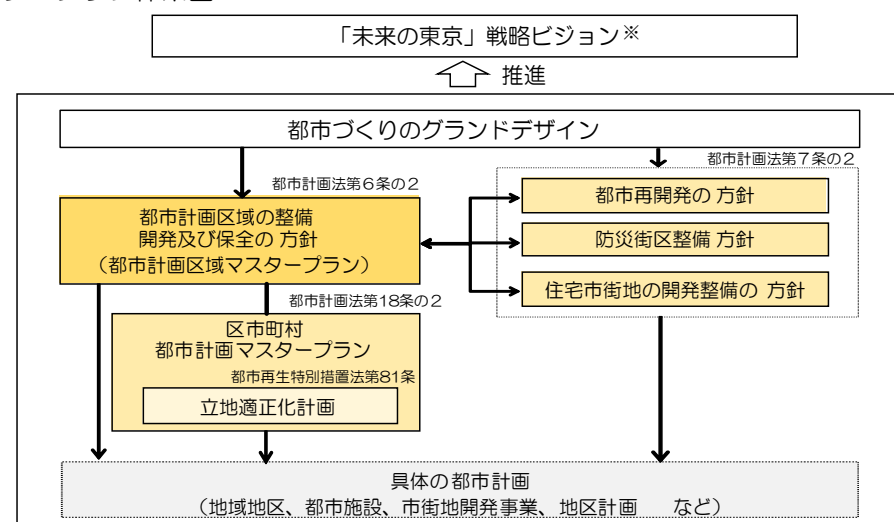 「未来の東京」戦略ビジョン※
推進
都市づくりのグランドデザイン
都市計画法第6条の2
都市計画法第7条の2
都市計画区域の整備
開発及び保全の 方針
(都市計画区域マスタープラン)
都市再開発の 方針
防災街区整備 方針
住宅市街地の開発整備の 方針
都市計画法第18条の2
区市町村
都市計画マスタープラン
都市再生特別措置法第81条
立地適正化計画
具体の都市計画
(地域地区、都市施設、市街地開発事業、地区計画 など)